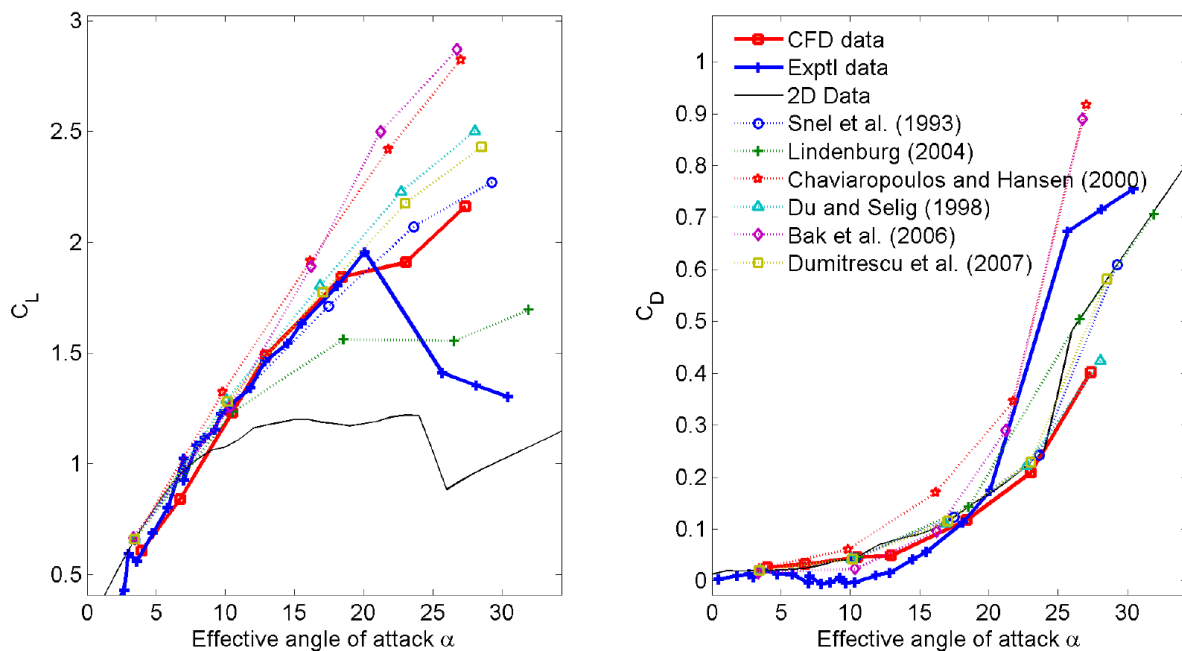 3
2.5
2
1.5
1
0.5
C_L
0 5 10 15 20 25 30
Effective angle of attack α
1
0.9
0.8
0.7
0.6
0.5
0.4
0.3
0.2
0.1
0
C_D
CFD data
Exptl data
2D Data
Snel et al. (1993)
Lindenburg (2004)
Chaviaropoulos and Hansen (2000)
Du and Selig (1998)
Bak et al. (2006)
Dumitrescu et al. (2007)
0 5 10 15 20 25 30
Effective angle of attack α